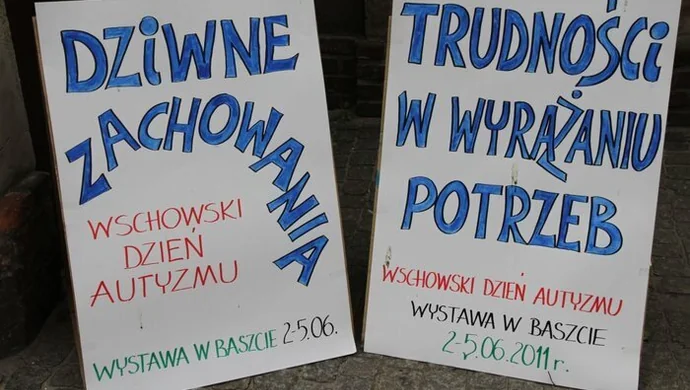 DZIWNE
ZACHOWANIA
WSCHOWSKI
DZIEŃ
AUTYZMU
WYSTAWA W BASZCIE 2-5.06.
TRUDNOŚCI
W WYRĄŻANIU
POTRZEB
WSCHOWSKI DZIEŃ AUTYZMU
WYSTAWA W BASZCIE
2-5.06.2011 r.